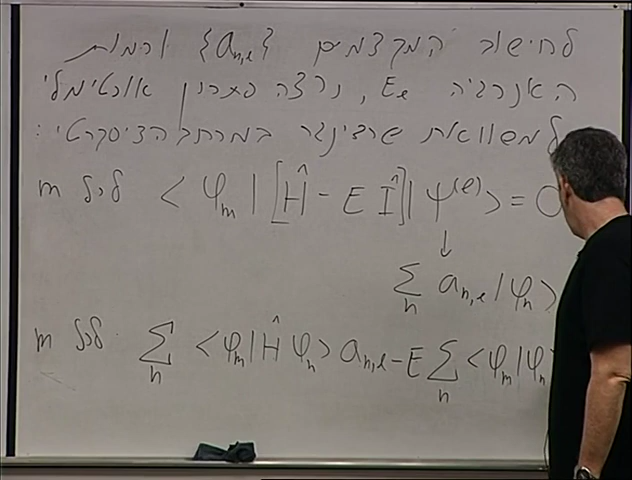 לחישוב המקדמים {a_{n,l}} ורמות
האנרגיה E_l, נרצה פתרון אופטימלי
למשוואת שרדינגר במרחב הדיסקרטי:
לכל m < φ_m | [Ĥ - E Î] | ψ^{(l)} > = 0
↓
Σ_n a_{n,l} | φ_n >
לכל m Σ_n < φ_m | Ĥ φ_n > a_{n,l} - E Σ_n < φ_m | φ_n